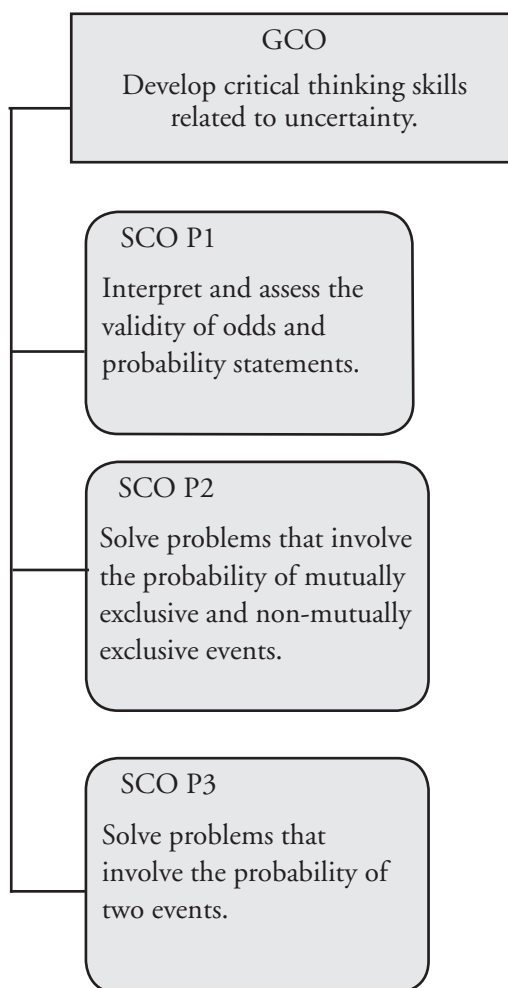 GCO
Develop critical thinking skills
related to uncertainty.
SCO P1
Interpret and assess the
validity of odds and
probability statements.
SCO P2
Solve problems that involve
the probability of mutually
exclusive and non-mutually
exclusive events.
SCO P3
Solve problems that
involve the probability of
two events.